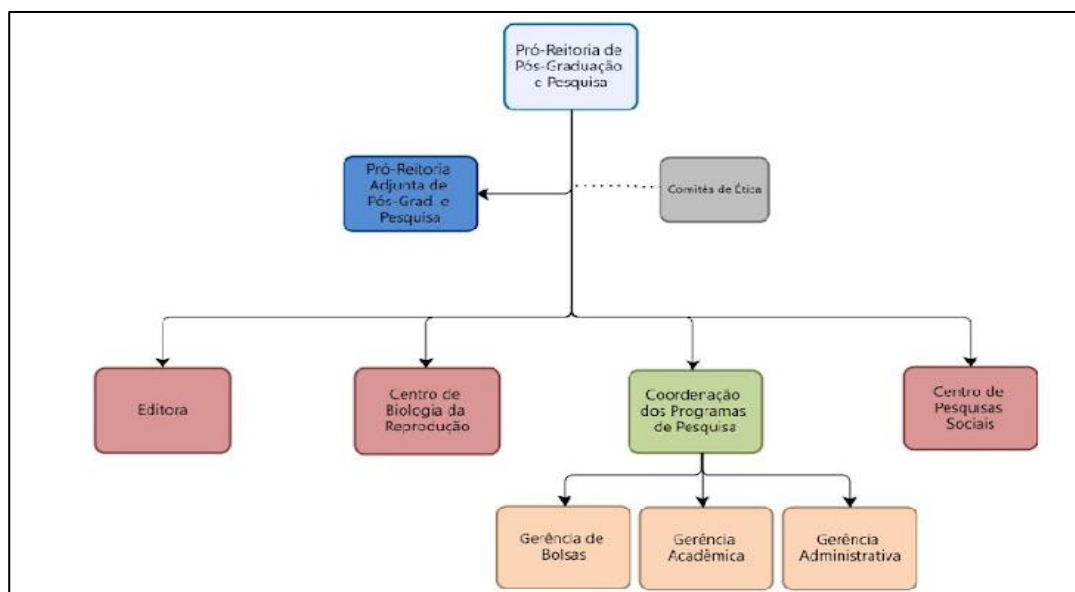 Pró-Reitoria de
Pós-Graduação
e Pesquisa
Pró-Reitoria
Adjunta de
Pós-Grad. e
Pesquisa
Comitês de Ética
Editora
Centro de
Biologia da
Reprodução
Coordenação
dos Programas
de Pesquisa
Centro de
Pesquisas
Sociais
Gerência de
Bolsas
Gerência
Acadêmica
Gerência
Administrativa